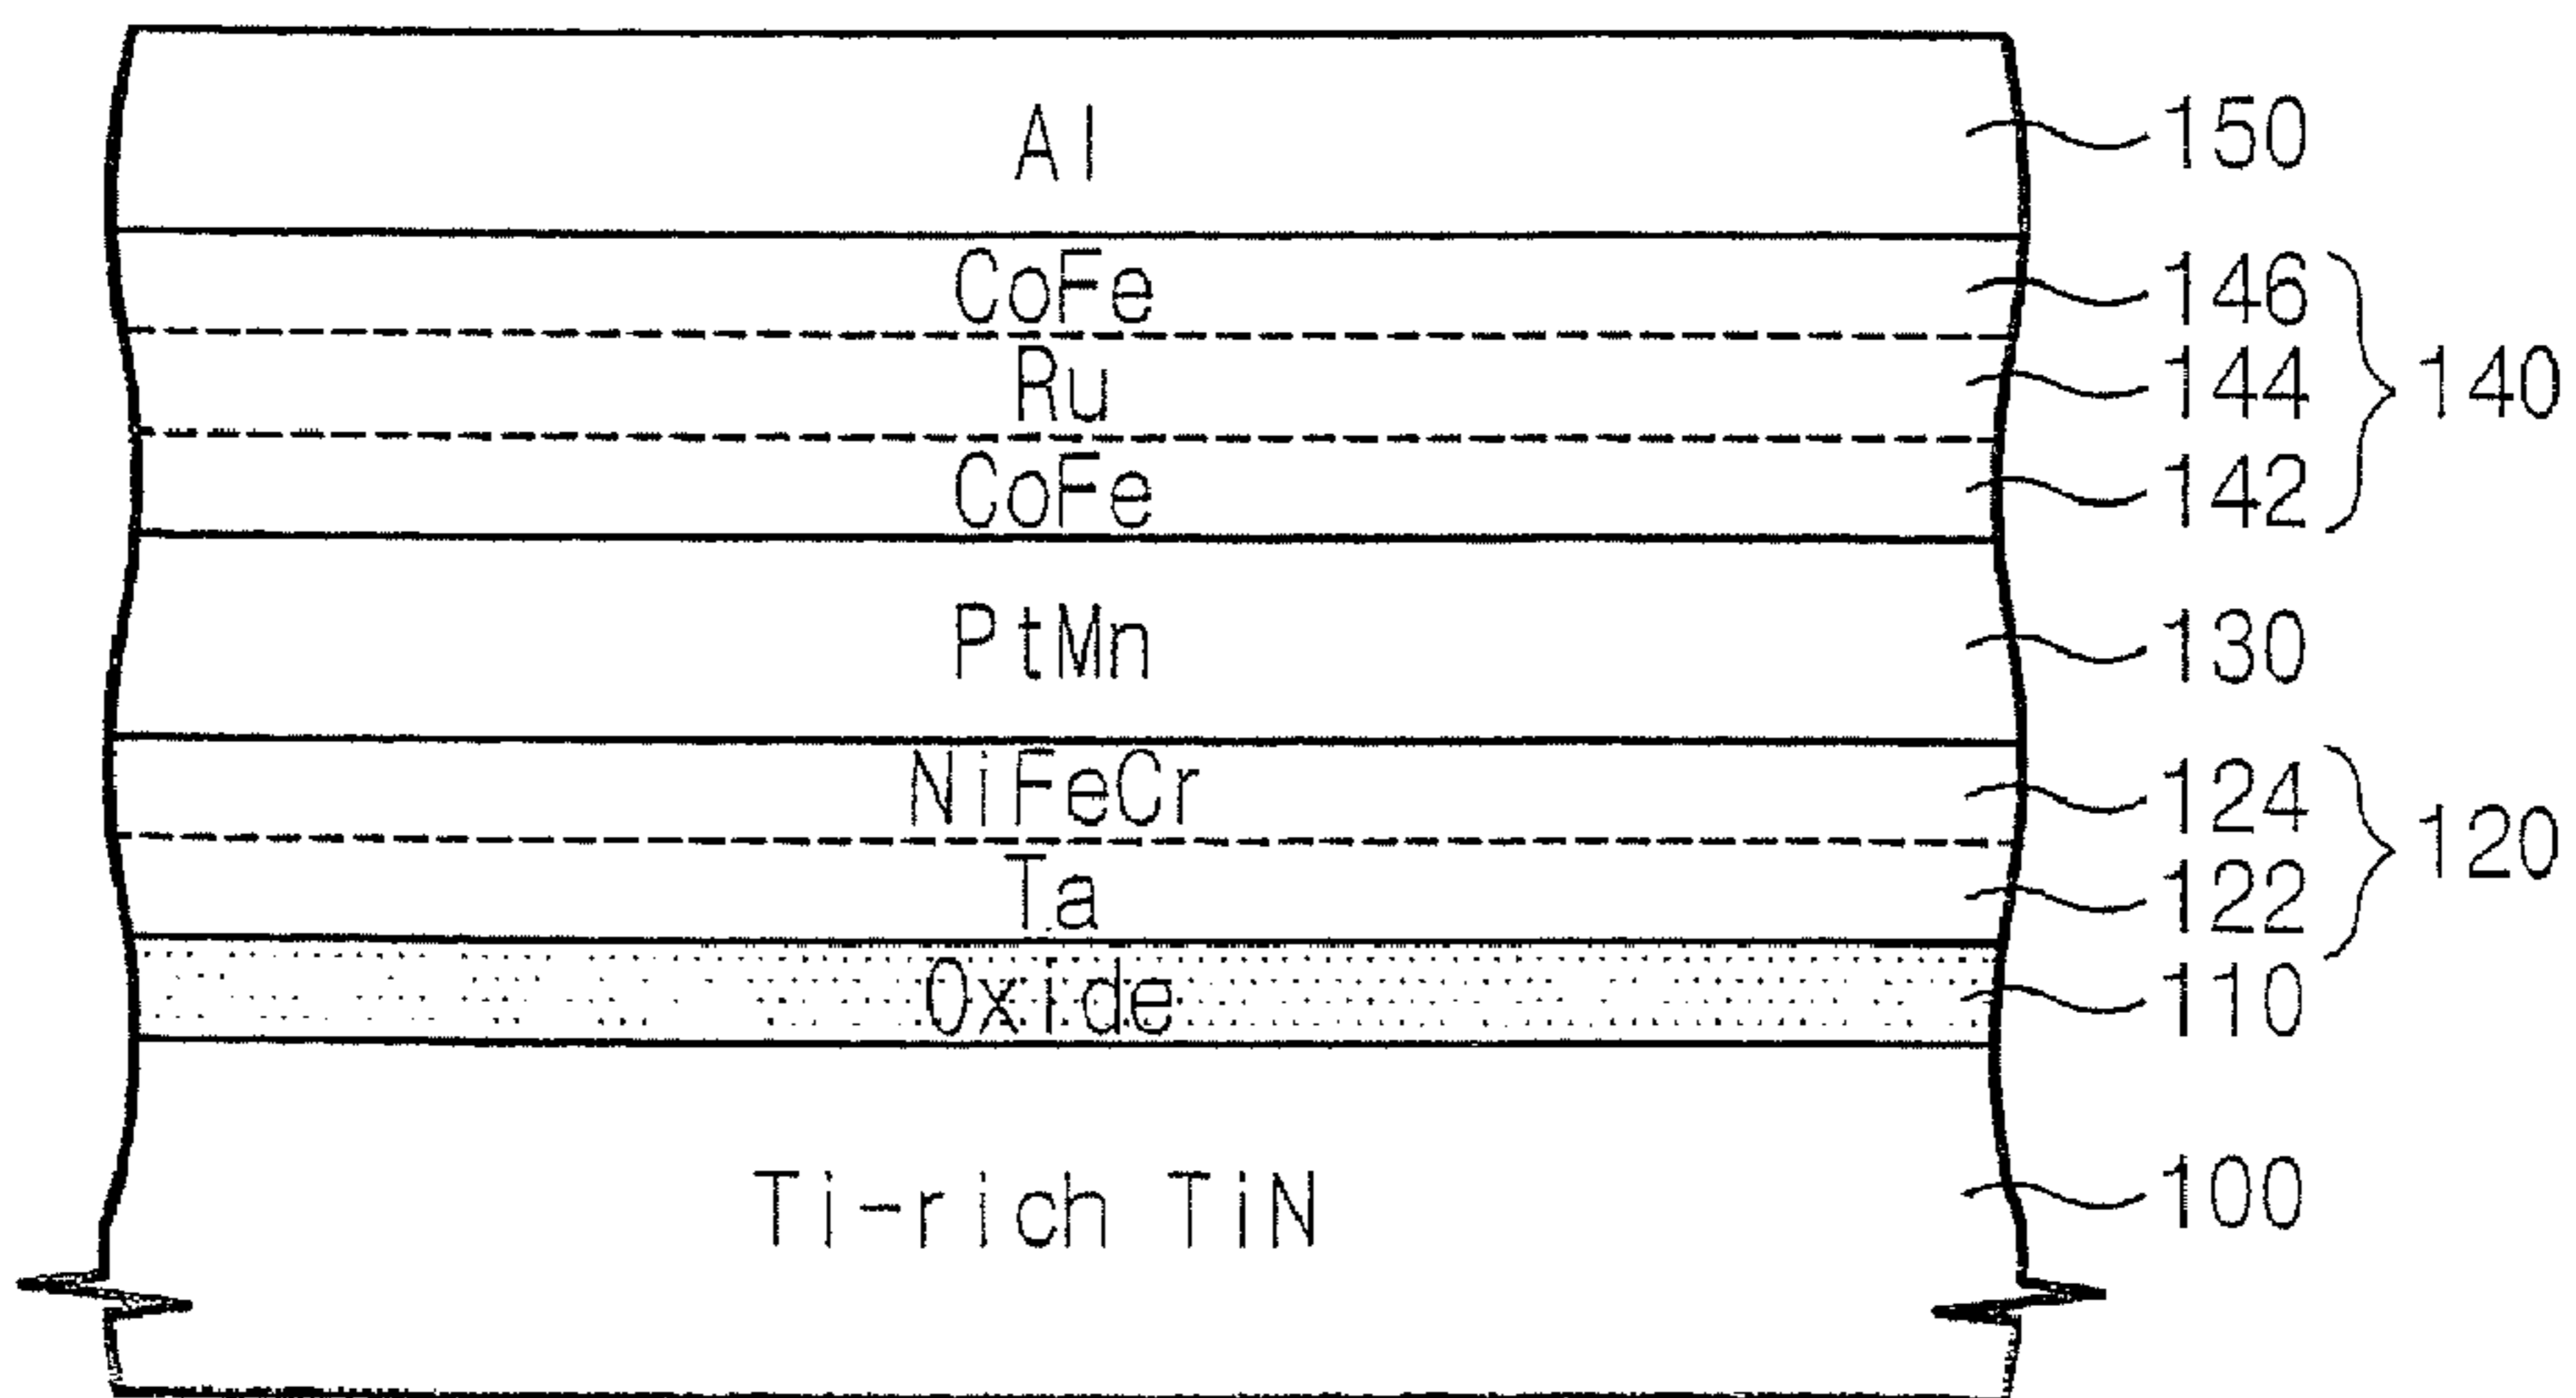 Al 150
CoFe 146
Ru 144 140
CoFe 142
PtMn 130
NiFeCr 124
120
Ta 122
Oxide 110
Ti-rich TiN 100